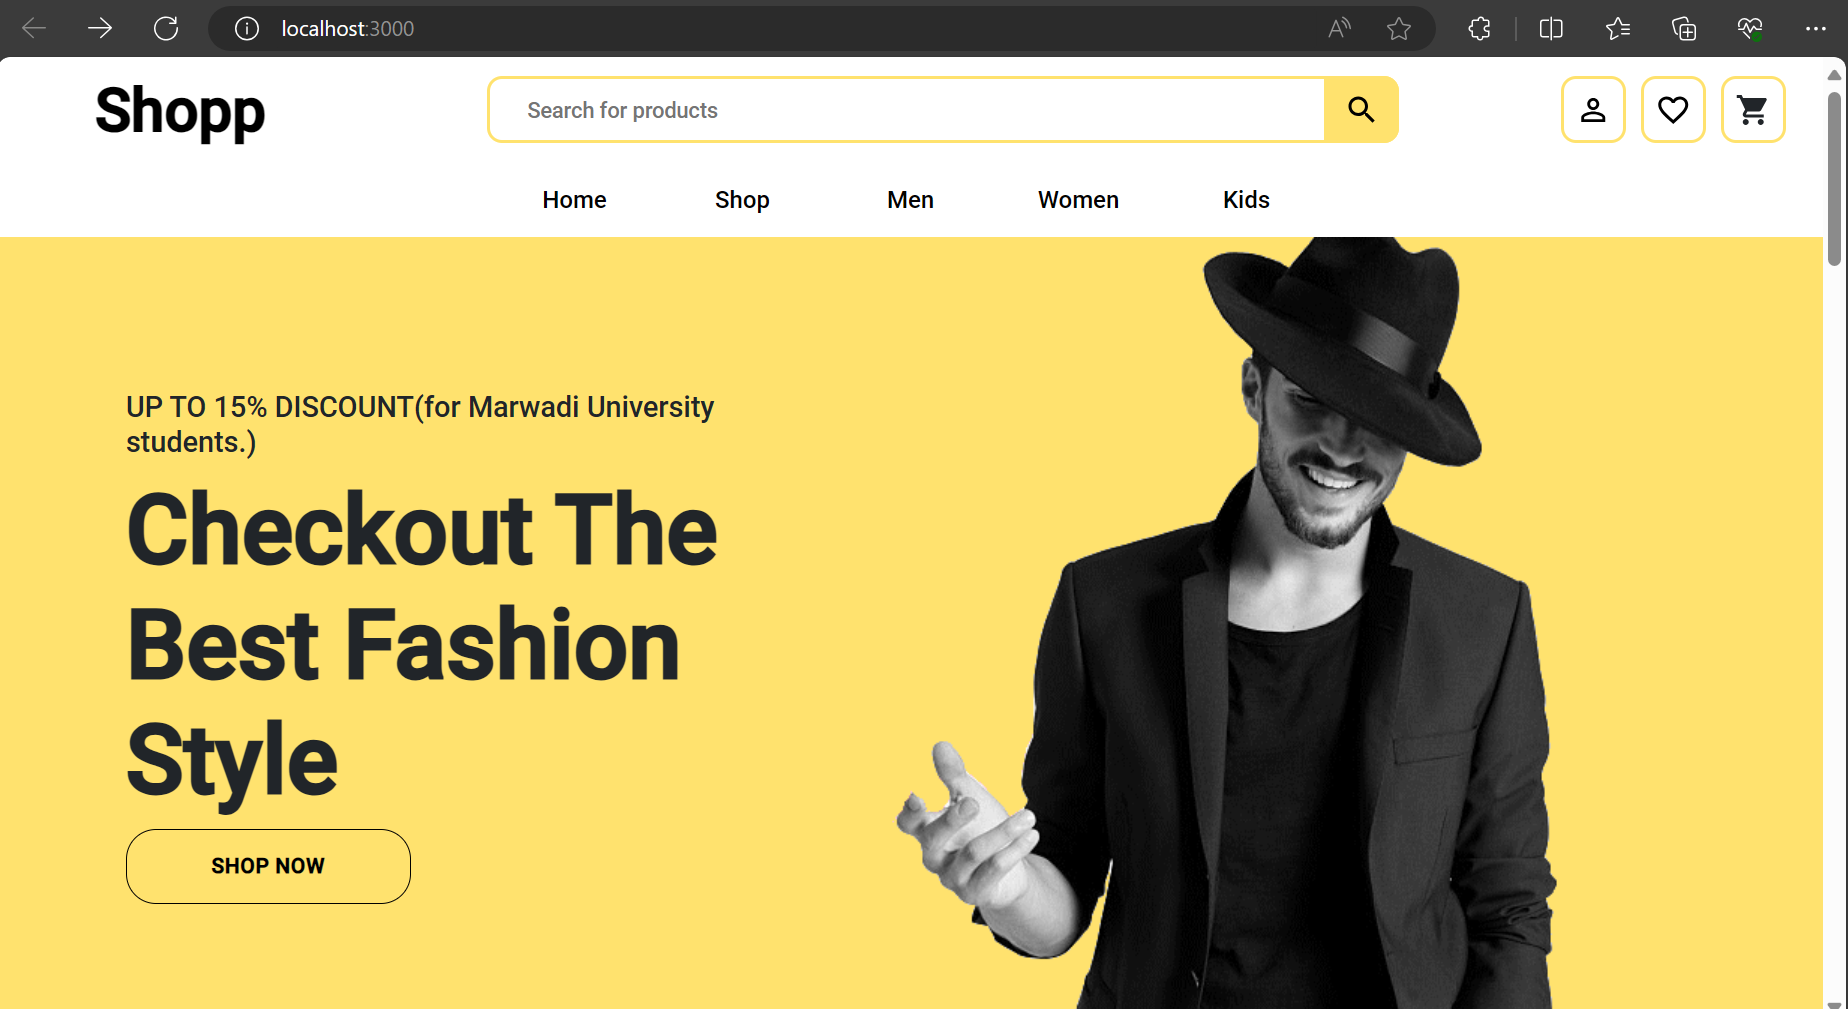 localhost:3000
Shopp
Search for products
Home Shop Men Women Kids
UP TO 15% DISCOUNT(for Marwadi University
students.)
Checkout The
Best Fashion
Style
SHOP NOW